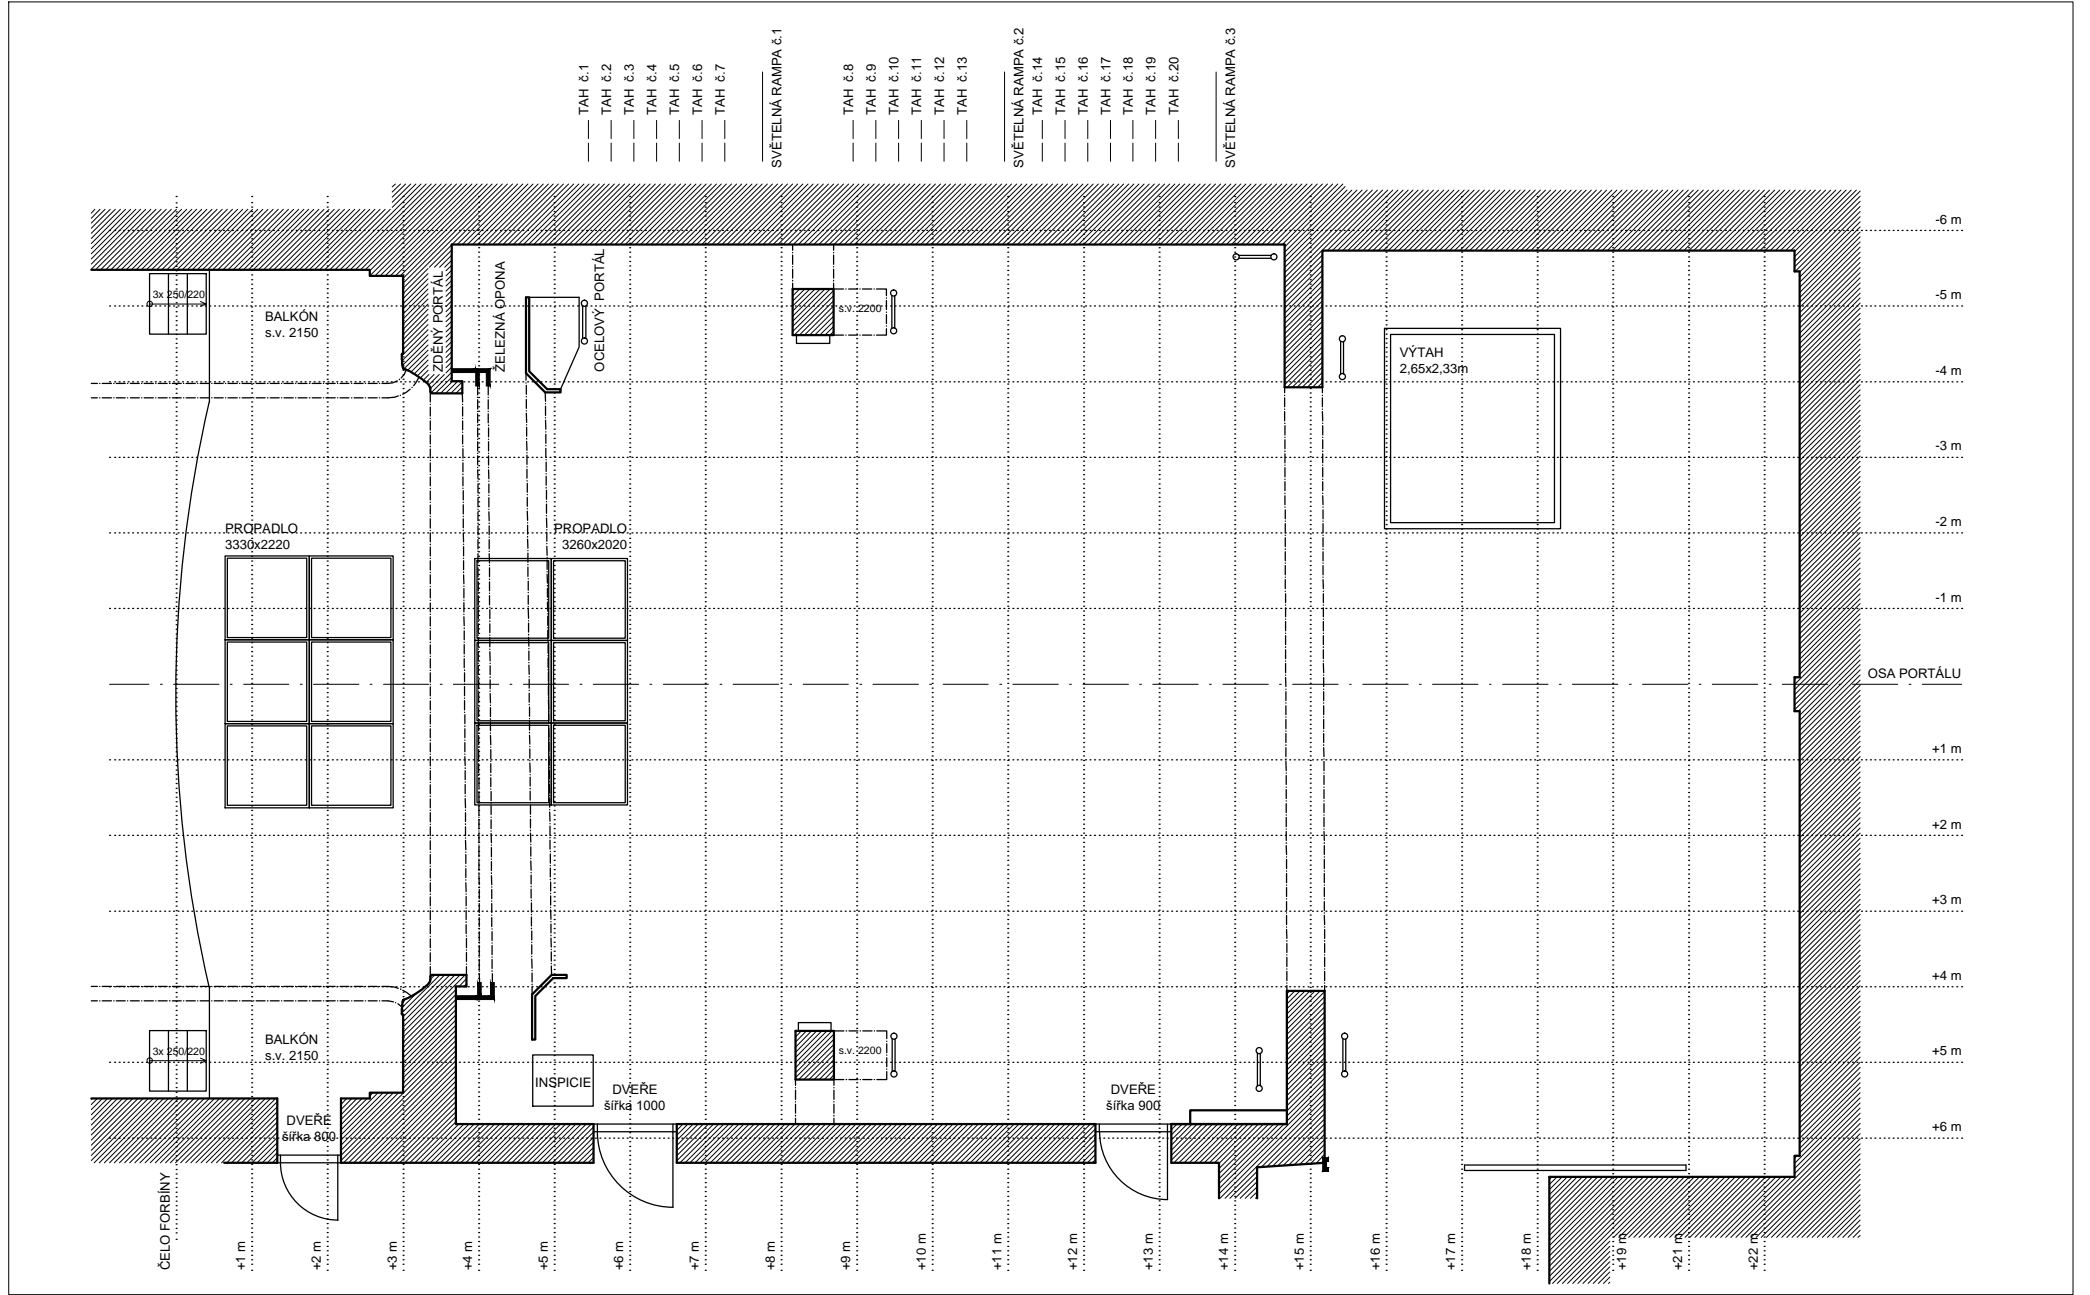 TAH č.1
TAH č.2
TAH č.3
TAH č.4
TAH č.5
TAH č.6
TAH č.7
SVĚTELNÁ RAMPA č.1
TAH č.8
TAH č.9
TAH č.10
TAH č.11
TAH č.12
TAH č.13
SVĚTELNÁ RAMPA č.2
TAH č.14
TAH č.15
TAH č.16
TAH č.17
TAH č.18
TAH č.19
TAH č.20
SVĚTELNÁ RAMPA č.3
-6 m
-5 m
-4 m
-3 m
-2 m
-1 m
OSA PORTÁLU
+1 m
+2 m
+3 m
+4 m
+5 m
+6 m
3x 250/220
BALKÓN
s.v. 2150
ZDĚNÝ PORTÁL
ŽELEZNÁ OPONA
OCELOVÝ PORTÁL
s.v. 2200
VÝTAH
2,65x2,33m
PROPADLO
3330x2220
PROPADLO
3260x2020
3x 250/220
BALKÓN
s.v. 2150
s.v. 2200
INSPICIE
DVEŘE
šířka 1000
DVEŘE
šířka 900
DVEŘE
šířka 800
ČELO FORBÍNY
+1 m
+2 m
+3 m
+4 m
+5 m
+6 m
+7 m
+8 m
+9 m
+10 m
+11 m
+12 m
+13 m
+14 m
+15 m
+16 m
+17 m
+18 m
+19 m
+21 m
+22 m